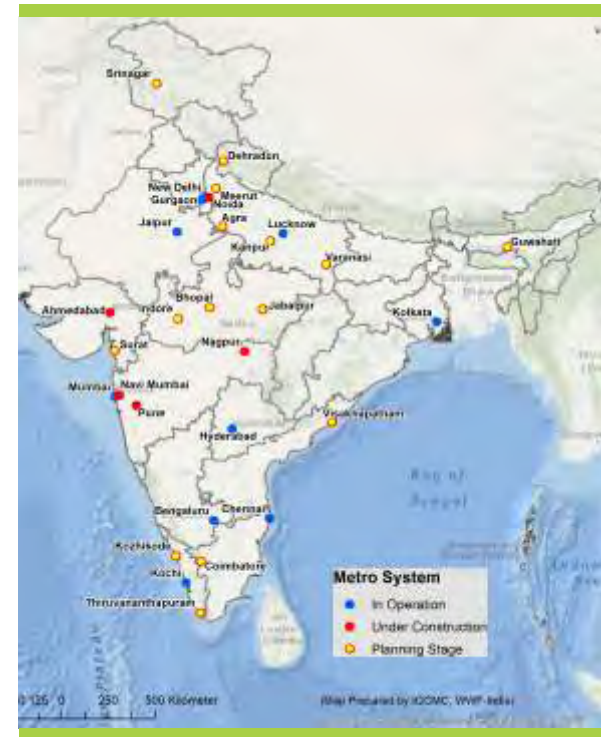 Srinagar
Dehradon
New Delhi
Meerut
Gurgaon
Noida
Agra
Jaipur
Lucknow
Kanpur
Guwahati
Varanasi
Bhopal
Ahmedabad
Indore
Jabalpur
Kolkata
Surat
Nagpur
Mumbai
Navi Mumbai
Pune
Visakhapatnam
Hyderabad
Bay of
Bengal
Bengaluru
Chennai
Kozhikode
Coimbatore
Kochi
Metro System
In Operation
Thiruvananthapuram
Under Construction
Planning Stage
0 125 0 250 500 Kilometer
(Map Prepared by IGCMC, WWF-India)